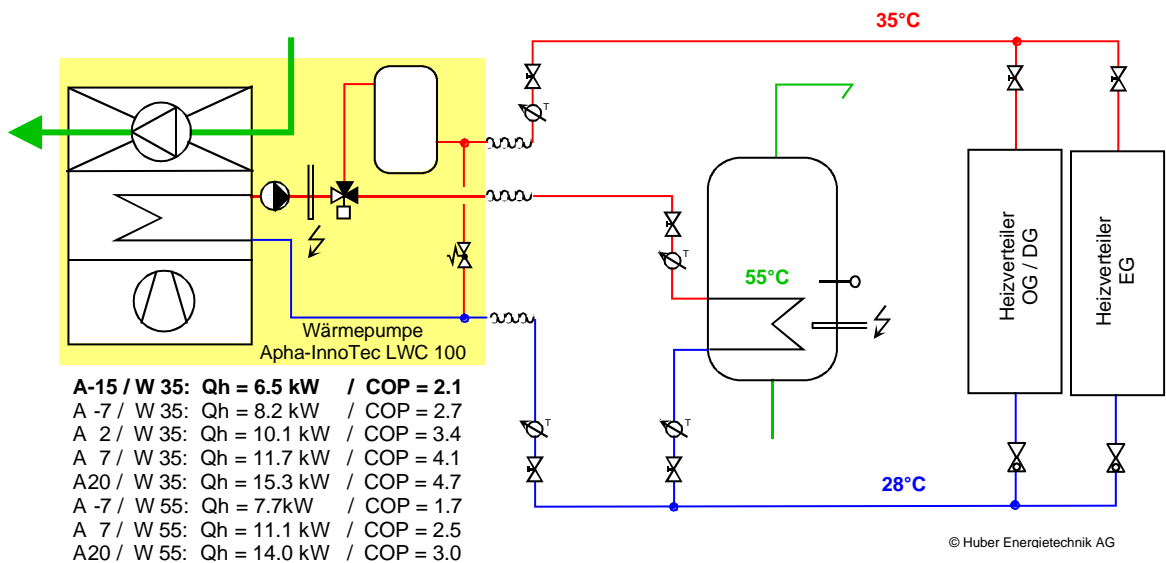 35°C
T
T
T
T
55°C
Heizverteiler
OG / DG
Heizverteiler
EG
Wärmepumpe
Apha-InnoTec LWC 100
28°C
A-15 / W 35: Qh = 6.5 kW / COP = 2.1
A -7 / W 35: Qh = 8.2 kW / COP = 2.7
A 2 / W 35: Qh = 10.1 kW / COP = 3.4
A 7 / W 35: Qh = 11.7 kW / COP = 4.1
A20 / W 35: Qh = 15.3 kW / COP = 4.7
A -7 / W 55: Qh = 7.7kW / COP = 1.7
A 7 / W 55: Qh = 11.1 kW / COP = 2.5
A20 / W 55: Qh = 14.0 kW / COP = 3.0
© Huber Energietechnik AG